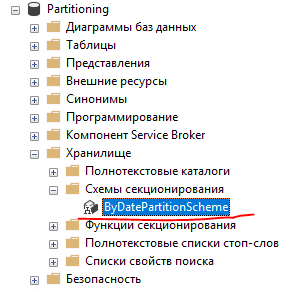 Partitioning
Диаграммы баз данных
Таблицы
Представления
Внешние ресурсы
Синонимы
Программирование
Компонент Service Broker
Хранилище
Полнотекстовые каталоги
Схемы секционирования
ByDatePartitionScheme
Функции секционирования
Полнотекстовые списки стоп-слов
Списки свойств поиска
Безопасность